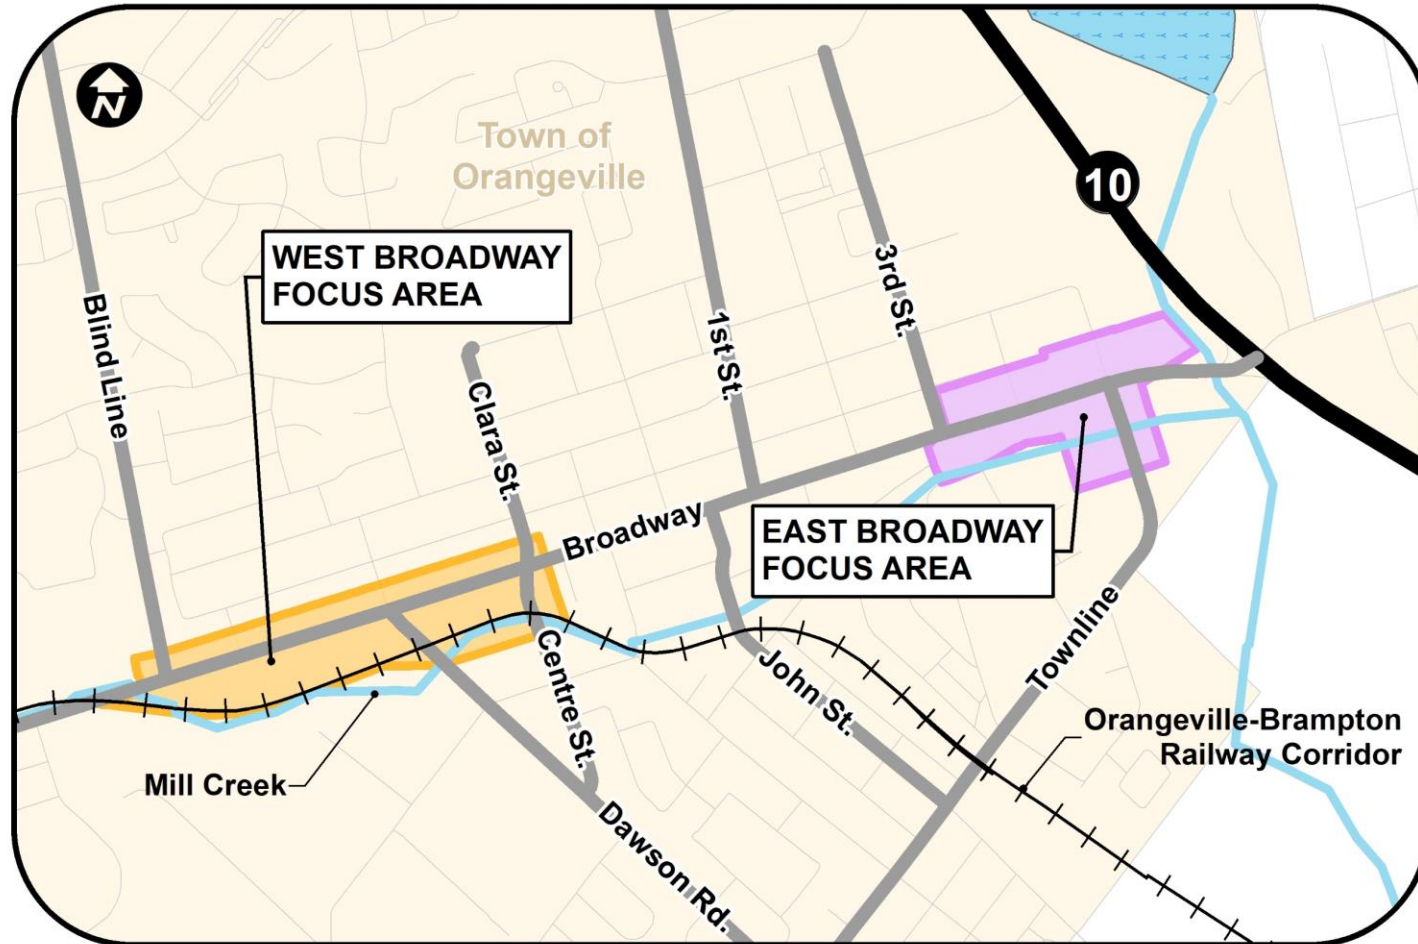 N
Town of
Orangeville
10
WEST BROADWAY
FOCUS AREA
3rd St.
Blind Line
1st St.
Clara St.
Broadway
EAST BROADWAY
FOCUS AREA
Townline
Centre St.
John St.
Orangeville-Brampton
Railway Corridor
Mill Creek
Dawson Rd.